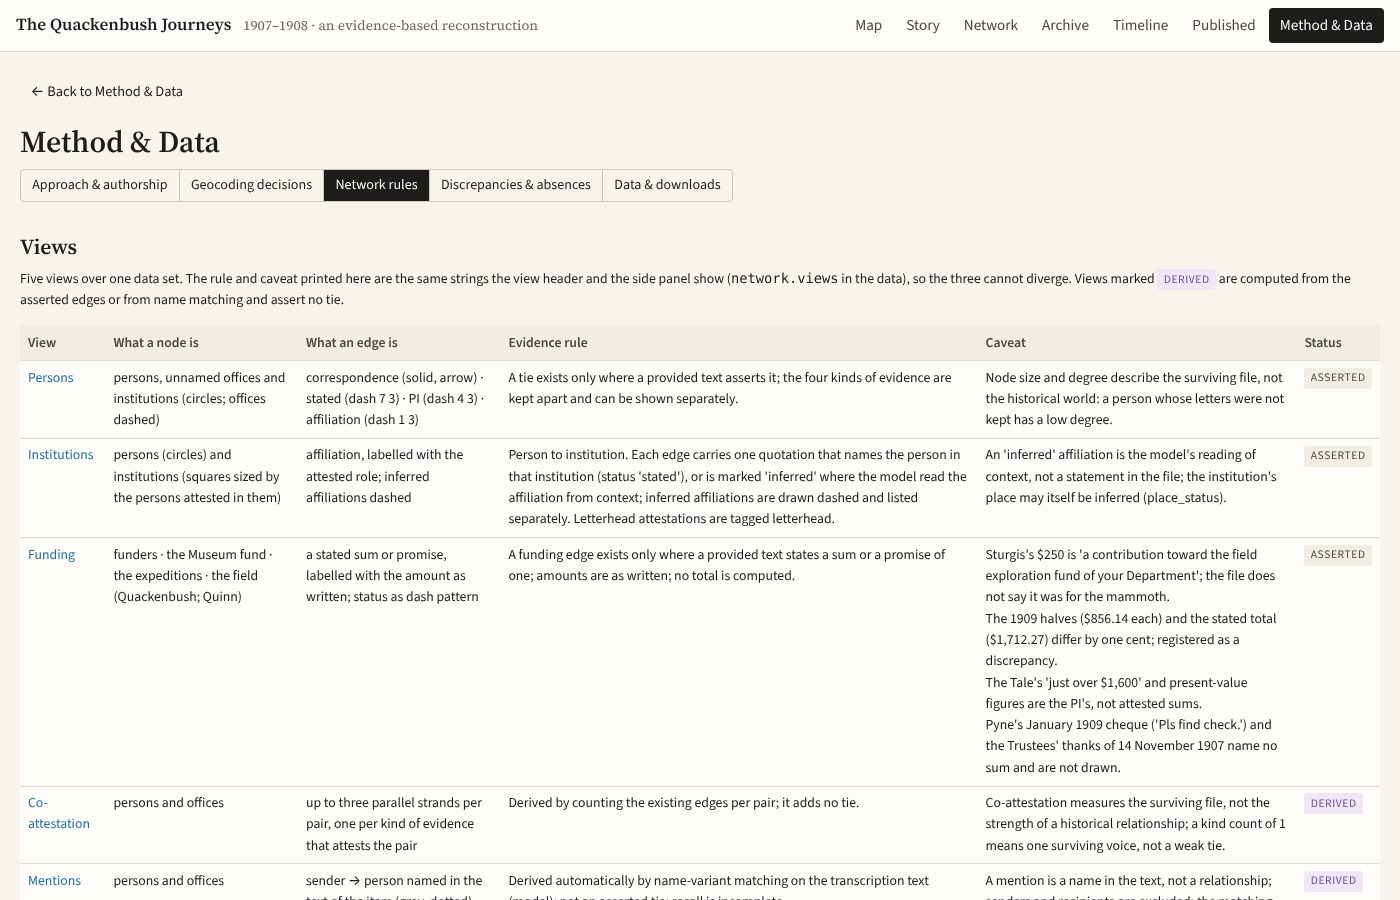 The Quackenbush Journeys 1907–1908 · an evidence-based reconstruction Map Story Network Archive Timeline Published Method & Data
← Back to Method & Data
Method & Data
Approach & authorship Geocoding decisions Network rules Discrepancies & absences Data & downloads
Views
Five views over one data set. The rule and caveat printed here are the same strings the view header and the side panel show (network.views in the data), so the three cannot diverge. Views marked DERIVED are computed from the
asserted edges or from name matching and assert no tie.
View What a node is What an edge is Evidence rule Caveat Status
Persons
persons, unnamed offices and
institutions (circles; offices
dashed)
correspondence (solid, arrow) ·
stated (dash 7 3) · PI (dash 4 3) ·
affiliation (dash 1 3)
A tie exists only where a provided text asserts it; the four kinds of evidence are
kept apart and can be shown separately.
Node size and degree describe the surviving file, not
the historical world: a person whose letters were not
kept has a low degree.
ASSERTED
Institutions
persons (circles) and
institutions (squares sized by
the persons attested in them)
affiliation, labelled with the
attested role; inferred
affiliations dashed
Person to institution. Each edge carries one quotation that names the person in
that institution (status 'stated'), or is marked 'inferred' where the model read the
affiliation from context; inferred affiliations are drawn dashed and listed
separately. Letterhead attestations are tagged letterhead.
An 'inferred' affiliation is the model's reading of
context, not a statement in the file; the institution's
place may itself be inferred (place_status).
ASSERTED
Funding
funders · the Museum fund ·
the expeditions · the field
(Quackenbush; Quinn)
a stated sum or promise,
labelled with the amount as
written; status as dash pattern
A funding edge exists only where a provided text states a sum or a promise of
one; amounts are as written; no total is computed.
Sturgis's $250 is 'a contribution toward the field
exploration fund of your Department'; the file does
not say it was for the mammoth.
The 1909 halves ($856.14 each) and the stated total
($1,712.27) differ by one cent; registered as a
discrepancy.
The Tale's 'just over $1,600' and present-value
figures are the PI's, not attested sums.
Pyne's January 1909 cheque ('Pls find check.') and
the Trustees' thanks of 14 November 1907 name no
sum and are not drawn.
ASSERTED
Co-
attestation
persons and offices
up to three parallel strands per
pair, one per kind of evidence
that attests the pair
Derived by counting the existing edges per pair; it adds no tie.
Co-attestation measures the surviving file, not the
strength of a historical relationship; a kind count of 1
means one surviving voice, not a weak tie.
DERIVED
Mentions
persons and offices
sender → person named in the
Derived automatically by name-variant matching on the transcription text
A mention is a name in the text, not a relationship;
DERIVED